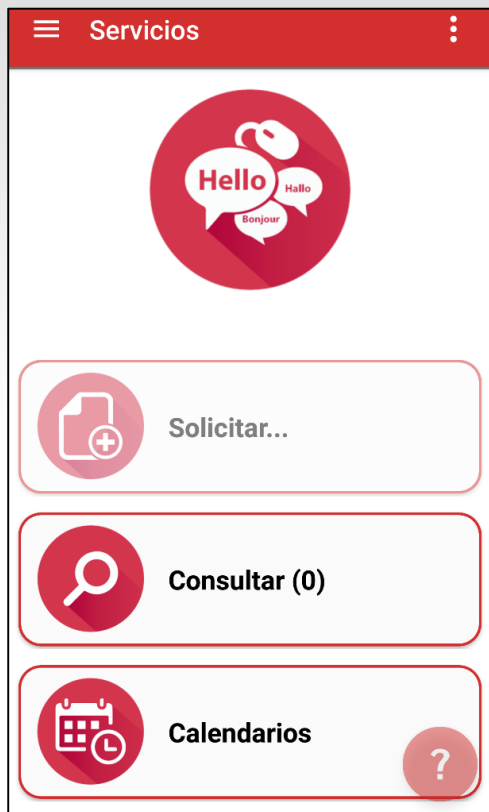 Servicios
Hello
Hallo
Bonjour
Solicitar...
Consultar (0)
Calendarios
?